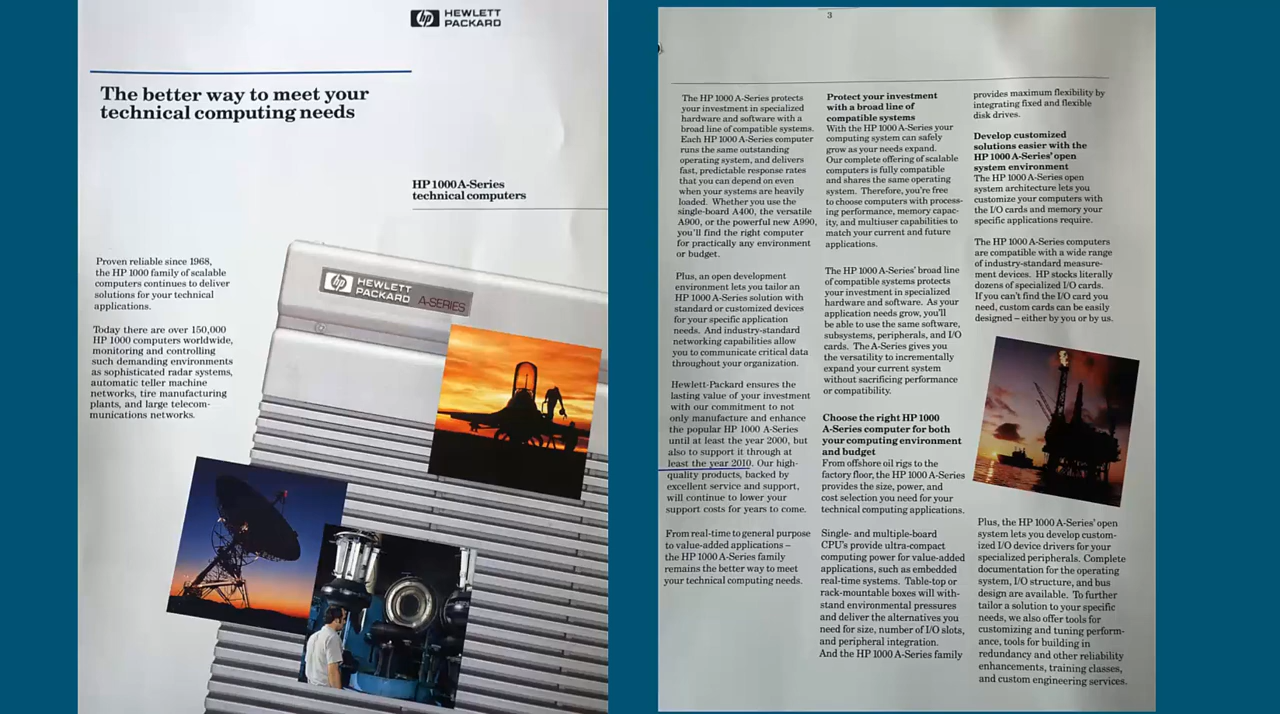 HEWLETT
PACKARD
The better way to meet your
technical computing needs
HP 1000 A-Series
technical computers
Proven reliable since 1968,
the HP 1000 family of scalable
computers continues to deliver
solutions for your technical
applications.
Today there are over 150,000
HP 1000 computers worldwide,
monitoring and controlling
such demanding environments
as sophisticated radar systems,
automatic teller machine
networks, tire manufacturing
plants, and large telecom-
munications networks.
HEWLETT
PACKARD A-SERIES
3
The HP 1000 A-Series protects
your investment in specialized
hardware and software with a
broad line of compatible systems.
Each HP 1000 A-Series computer
runs the same outstanding
operating system, and delivers
fast, predictable response rates
that you can depend on even
when your systems are heavily
loaded. Whether you use the
single-board A400, the versatile
A900, or the powerful new A990,
you'll find the right computer
for practically any environment
or budget.
Plus, an open development
environment lets you tailor an
HP 1000 A-Series solution with
standard or customized devices
for your specific application
needs. And industry-standard
networking capabilities allow
you to communicate critical data
throughout your organization.
Hewlett-Packard ensures the
lasting value of your investment
with our commitment to not
only manufacture and enhance
the popular HP 1000 A-Series
until at least the year 2000, but
also to support it through at
least the year 2010. Our high-
quality products, backed by
excellent service and support,
will continue to lower your
support costs for years to come.
From real-time to general purpose
to value-added applications –
the HP 1000 A-Series family
remains the better way to meet
your technical computing needs.
Protect your investment
with a broad line of
compatible systems
With the HP 1000 A-Series your
computing system can safely
grow as your needs expand.
Our complete offering of scalable
computers is fully compatible
and shares the same operating
system. Therefore, you're free
to choose computers with process-
ing performance, memory capac-
ity, and multiuser capabilities to
match your current and future
applications.
The HP 1000 A-Series' broad line
of compatible systems protects
your investment in specialized
hardware and software. As your
application needs grow, you'll
be able to use the same software,
subsystems, peripherals, and I/O
cards. The A-Series gives you
the versatility to incrementally
expand your current system
without sacrificing performance
or compatibility.
Choose the right HP 1000
A-Series computer for both
your computing environment
and budget
From offshore oil rigs to the
factory floor, the HP 1000 A-Series
provides the size, power, and
cost selection you need for your
technical computing applications.
Single- and multiple-board
CPU's provide ultra-compact
computing power for value-added
applications, such as embedded
real-time systems. Table-top or
rack-mountable boxes will with-
stand environmental pressures
and deliver the alternatives you
need for size, number of I/O slots,
and peripheral integration.
And the HP 1000 A-Series family
provides maximum flexibility by
integrating fixed and flexible
disk drives.
Develop customized
solutions easier with the
HP 1000 A-Series' open
system environment
The HP 1000 A-Series open
system architecture lets you
customize your computers with
the I/O cards and memory your
specific applications require.
The HP 1000 A-Series computers
are compatible with a wide range
of industry-standard measure-
ment devices. HP stocks literally
dozens of specialized I/O cards.
If you can't find the I/O card you
need, custom cards can be easily
designed – either by you or by us.
Plus, the HP 1000 A-Series' open
system lets you develop custom-
ized I/O device drivers for your
specialized peripherals. Complete
documentation for the operating
system, I/O structure, and bus
design are available. To further
tailor a solution to your specific
needs, we also offer tools for
customizing and tuning perform-
ance, tools for building in
redundancy and other reliability
enhancements, training classes,
and custom engineering services.